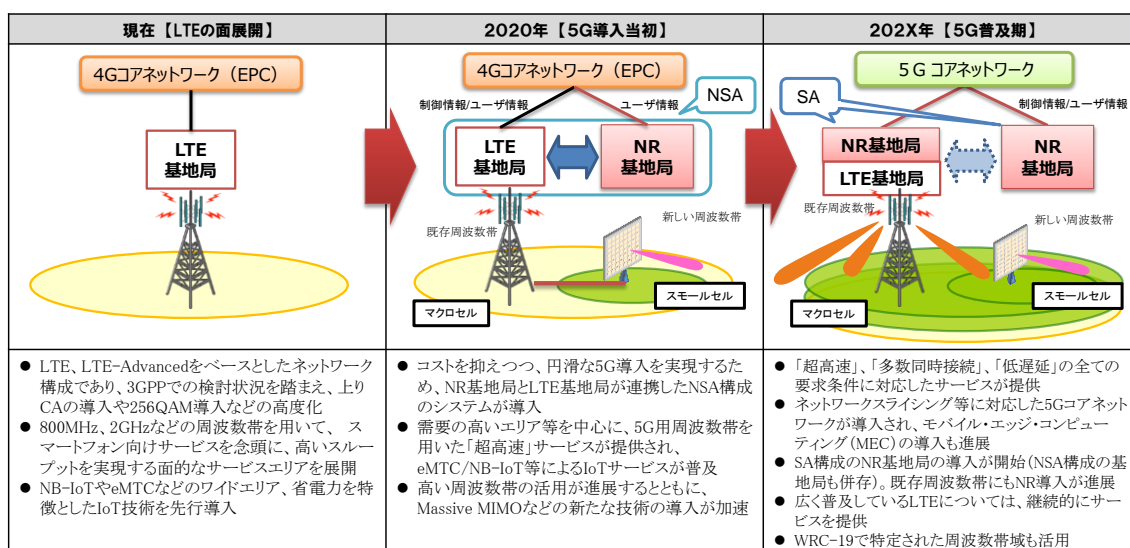 現在【LTEの面展開】
4Gコアネットワーク（EPC）
LTE
基地局
2020年【5G導入当初】
4Gコアネットワーク（EPC）
制御情報/ユーザ情報
ユーザ情報
NSA
LTE
基地局
NR
基地局
既存周波数帯
新しい周波数帯
マクロセル
スモールセル
202X年【5G普及期】
５Ｇ コアネットワーク
SA
制御情報/ユーザ情報
NR基地局
LTE基地局
NR
基地局
既存周波数帯
新しい周波数帯
マクロセル
スモールセル
● LTE、LTE-Advancedをベースとしたネットワーク
構成であり、3GPPでの検討状況を踏まえ、上り
CAの導入や256QAM導入などの高度化
● 800MHz、2GHzなどの周波数帯を用いて、 ス
マートフォン向けサービスを念頭に、高いスルー
プットを実現する面的なサービスエリアを展開
● NB-IoTやeMTCなどのワイドエリア、省電力を特
徴としたIoT技術を先行導入
● コストを抑えつつ、円滑な5G導入を実現するた
め、NR基地局とLTE基地局が連携したNSA構成
のシステムが導入
● 需要の高いエリア等を中心に、5G用周波数帯を
用いた「超高速」サービスが提供され、
eMTC/NB-IoT等によるIoTサービスが普及
● 高い周波数帯の活用が進展するとともに、
Massive MIMOなどの新たな技術の導入が加速
● 「超高速」、「多数同時接続」、「低遅延」の全ての
要求条件に対応したサービスが提供
● ネットワークスライシング等に対応した5Gコアネット
ワークが導入され、モバイル・エッジ・コンピュー
ティング（MEC）の導入も進展
● SA構成のNR基地局の導入が開始（NSA構成の基
地局も併存）。既存周波数帯にもNR導入が進展
● 広く普及しているLTEについては、継続的にサー
ビスを提供
● WRC-19で特定された周波数帯域も活用